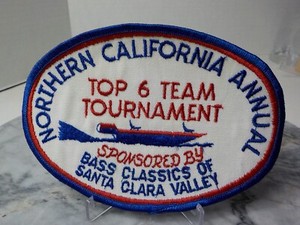 NORTHERN CALIFORNIA ANNUAL
TOP 6 TEAM
TOURNAMENT
SPONSORED BY
BASS CLASSICS OF
SANTA CLARA VALLEY